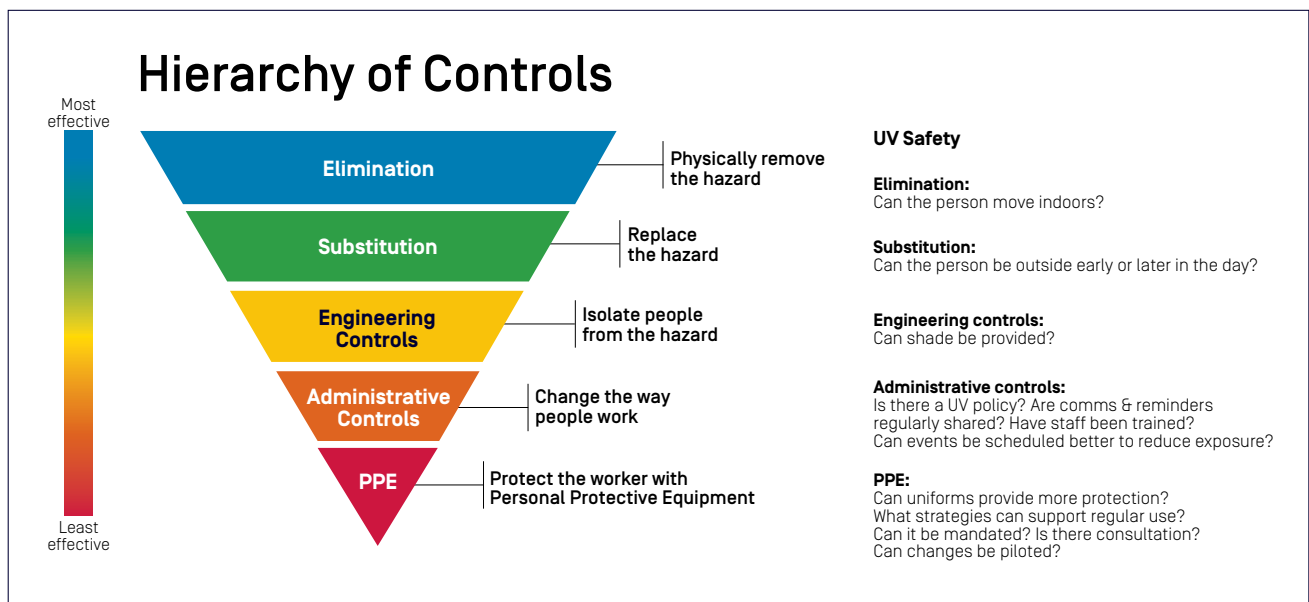 Hierarchy of Controls
Most
effective
Least
effective
Elimination
Physically remove
the hazard
Substitution
Replace
the hazard
Engineering
Controls
Isolate people
from the hazard
Administrative
Controls
Change the way
people work
PPE
Protect the worker with
Personal Protective Equipment
UV Safety
Elimination:
Can the person move indoors?
Substitution:
Can the person be outside early or later in the day?
Engineering controls:
Can shade be provided?
Administrative controls:
Is there a UV policy? Are comms & reminders
regularly shared? Have staff been trained?
Can events be scheduled better to reduce exposure?
PPE:
Can uniforms provide more protection?
What strategies can support regular use?
Can it be mandated? Is there consultation?
Can changes be piloted?